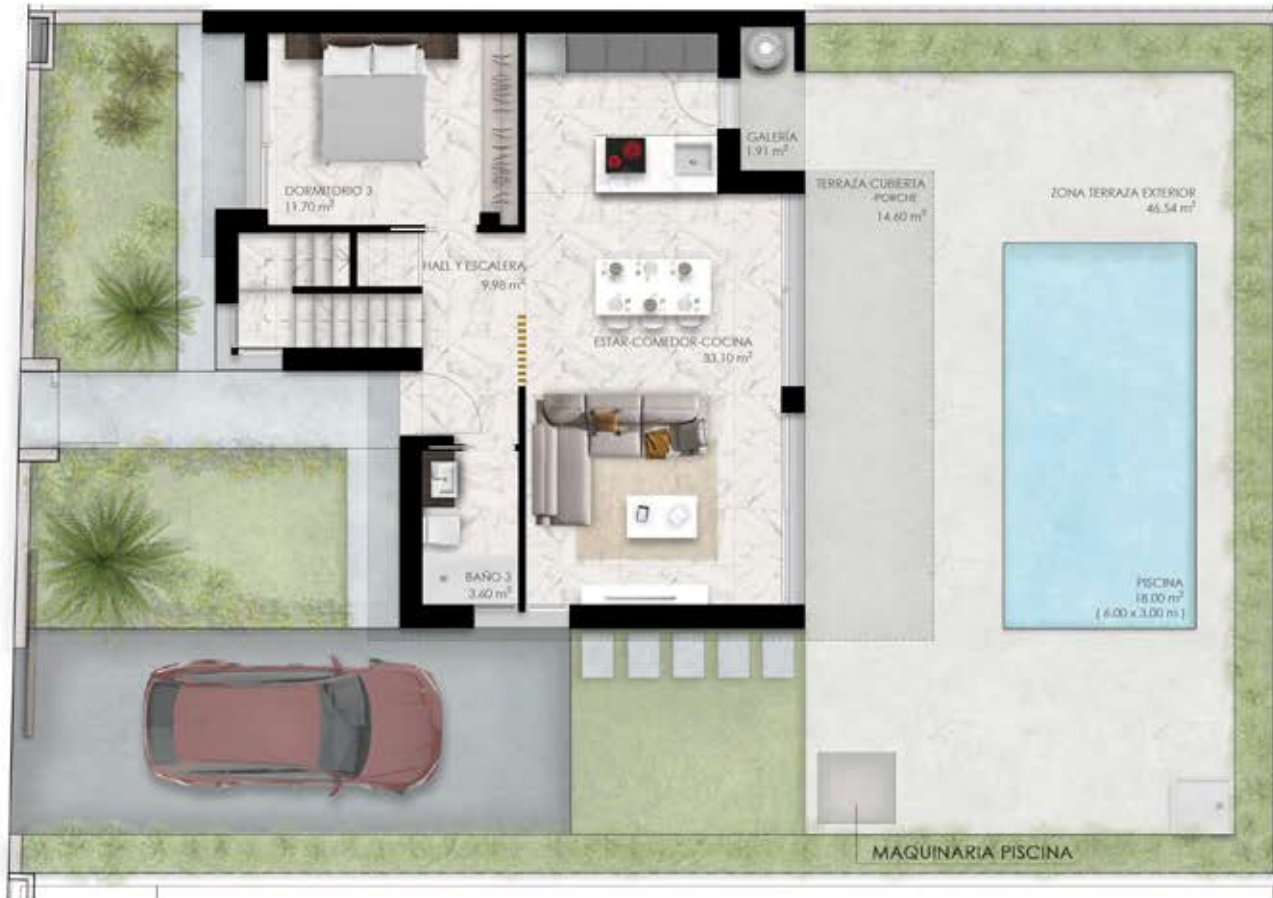 DORMITORIO 3
11.70 m²
HALL Y ESCALERA
9.98 m²
GALERÍA
1.91 m²
TERRAZA CUBIERTA
-PORCHE
14.60 m²
ZONA TERRAZA EXTERIOR
46.54 m²
ESTAR-COMEDOR-COCINA
33.10 m²
BAÑO 3
3.60 m²
PISCINA
18.00 m²
( 6.00 x 3.00 m )
MAQUINARIA PISCINA